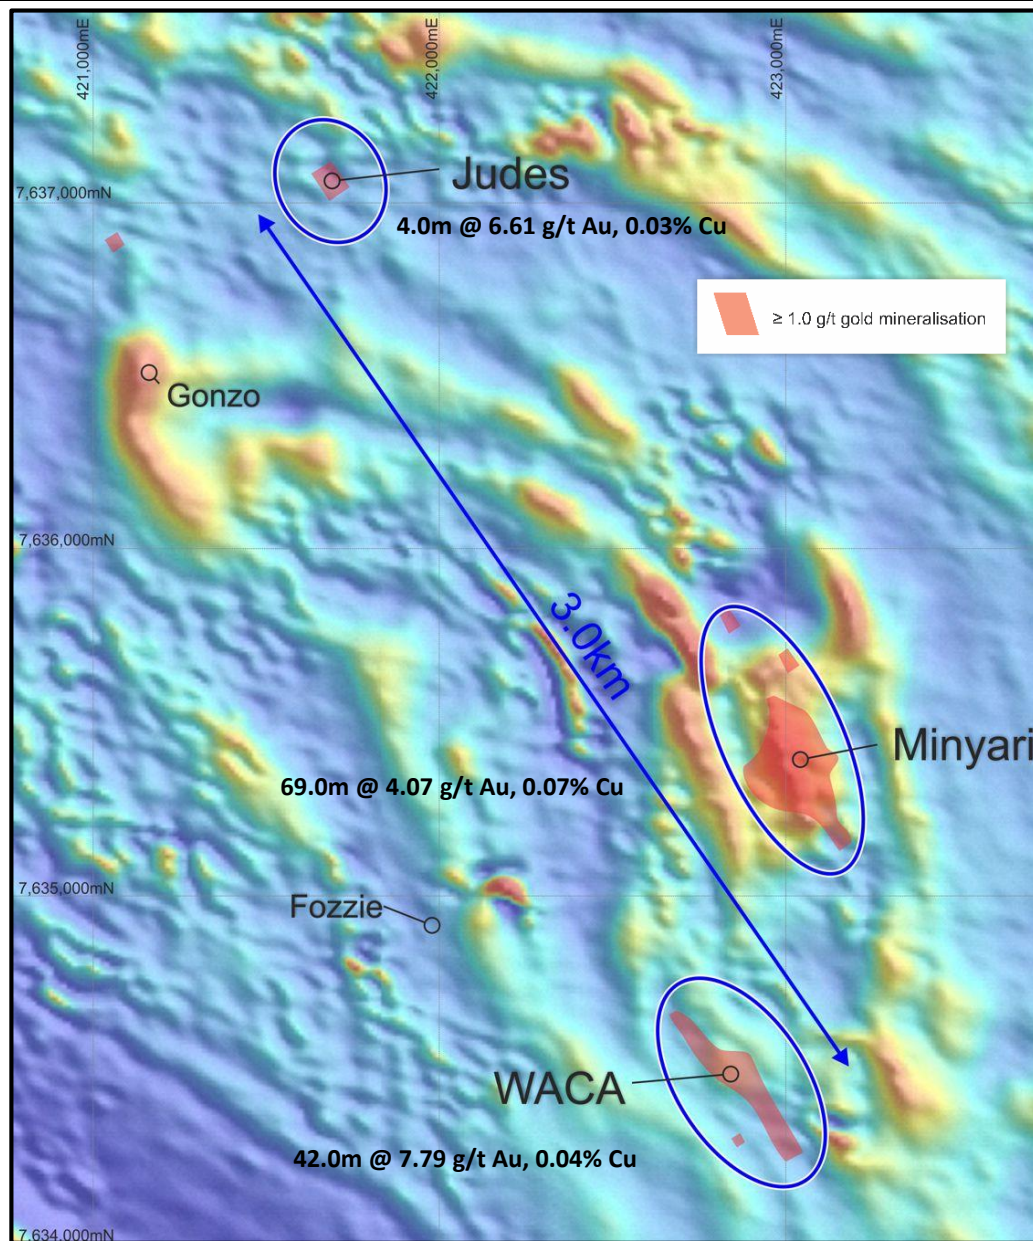 421,000mE
422,000mE
423,000mE
Judes
7,637,000mN
4.0m @ 6.61 g/t Au, 0.03% Cu
≥ 1.0 g/t gold mineralisation
Gonzo
7,636,000mN
3.0km
Minyari
69.0m @ 4.07 g/t Au, 0.07% Cu
7,635,000mN
Fozzie
WACA
42.0m @ 7.79 g/t Au, 0.04% Cu
7,634,000mN